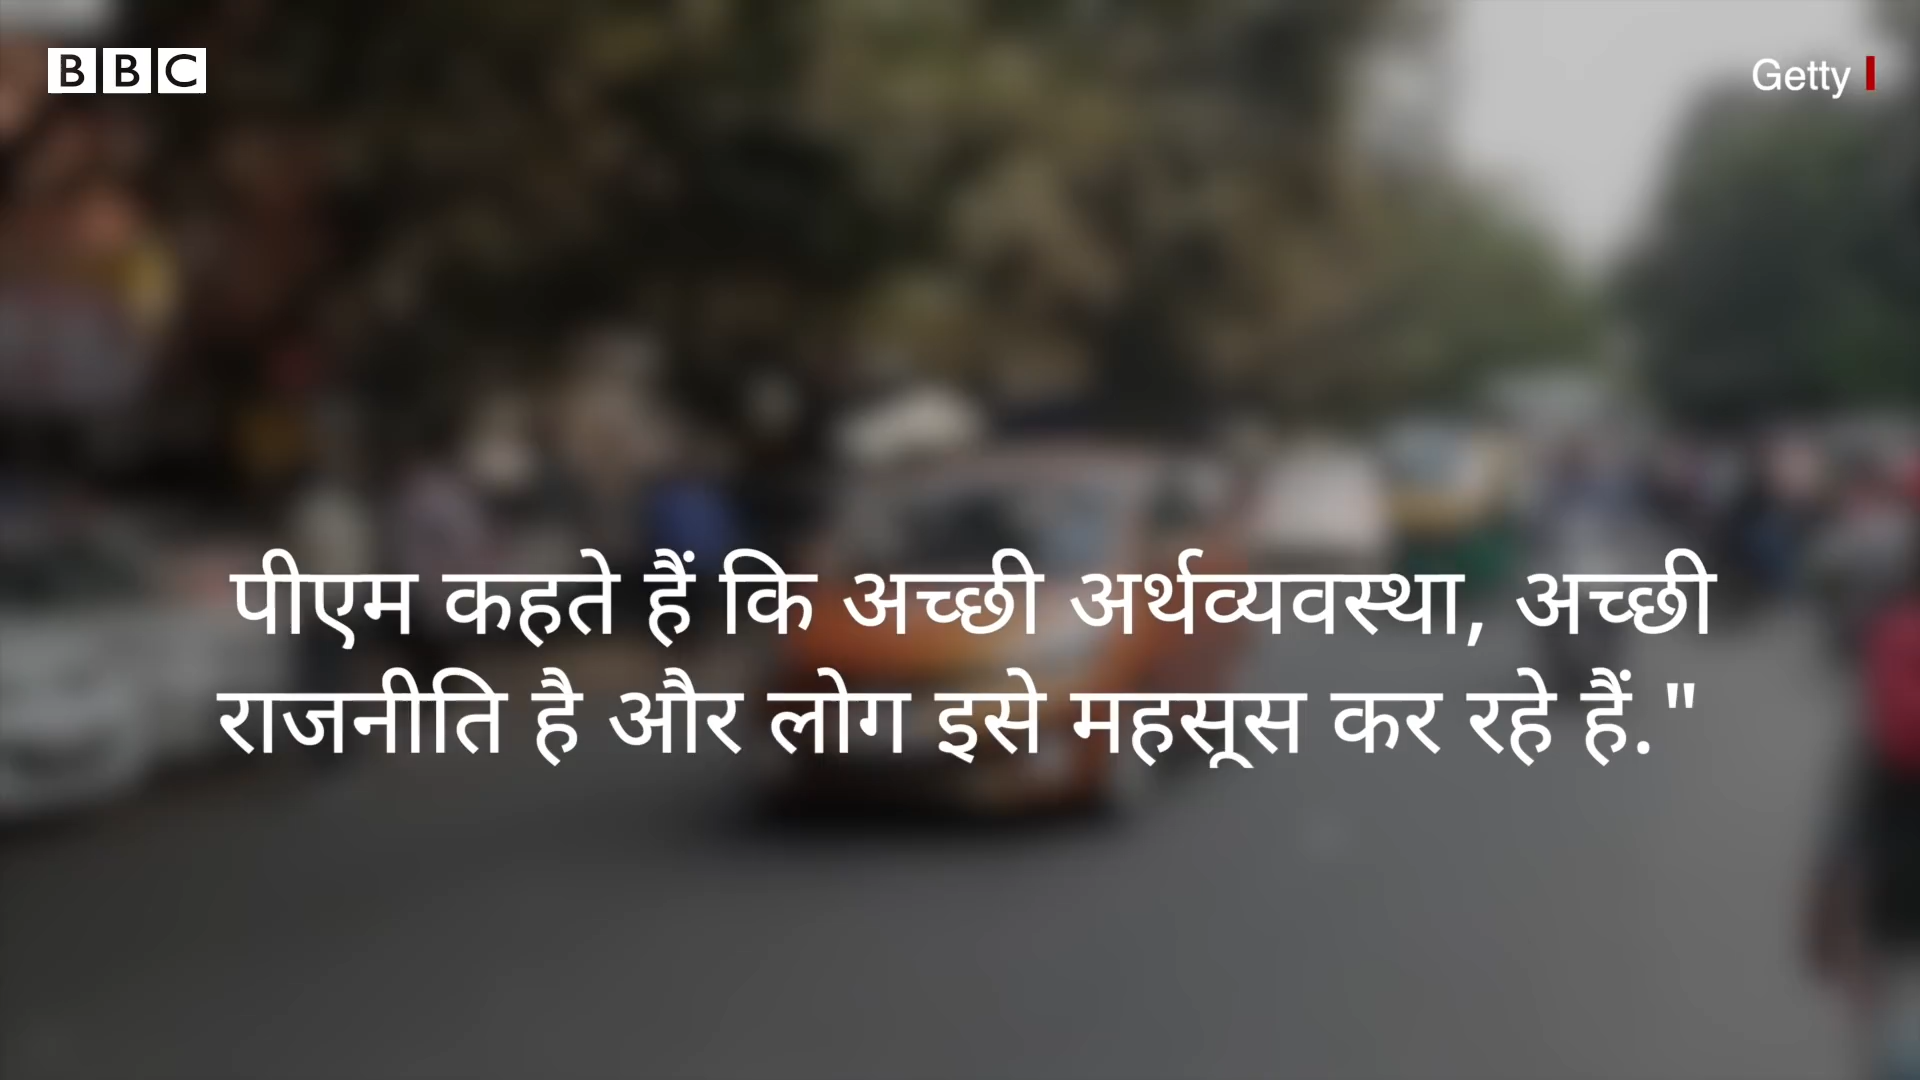 BBC
Getty
पीएम कहते हैं कि अच्छी अर्थव्यवस्था, अच्छी
राजनीति है और लोग इसे महसूस कर रहे हैं."